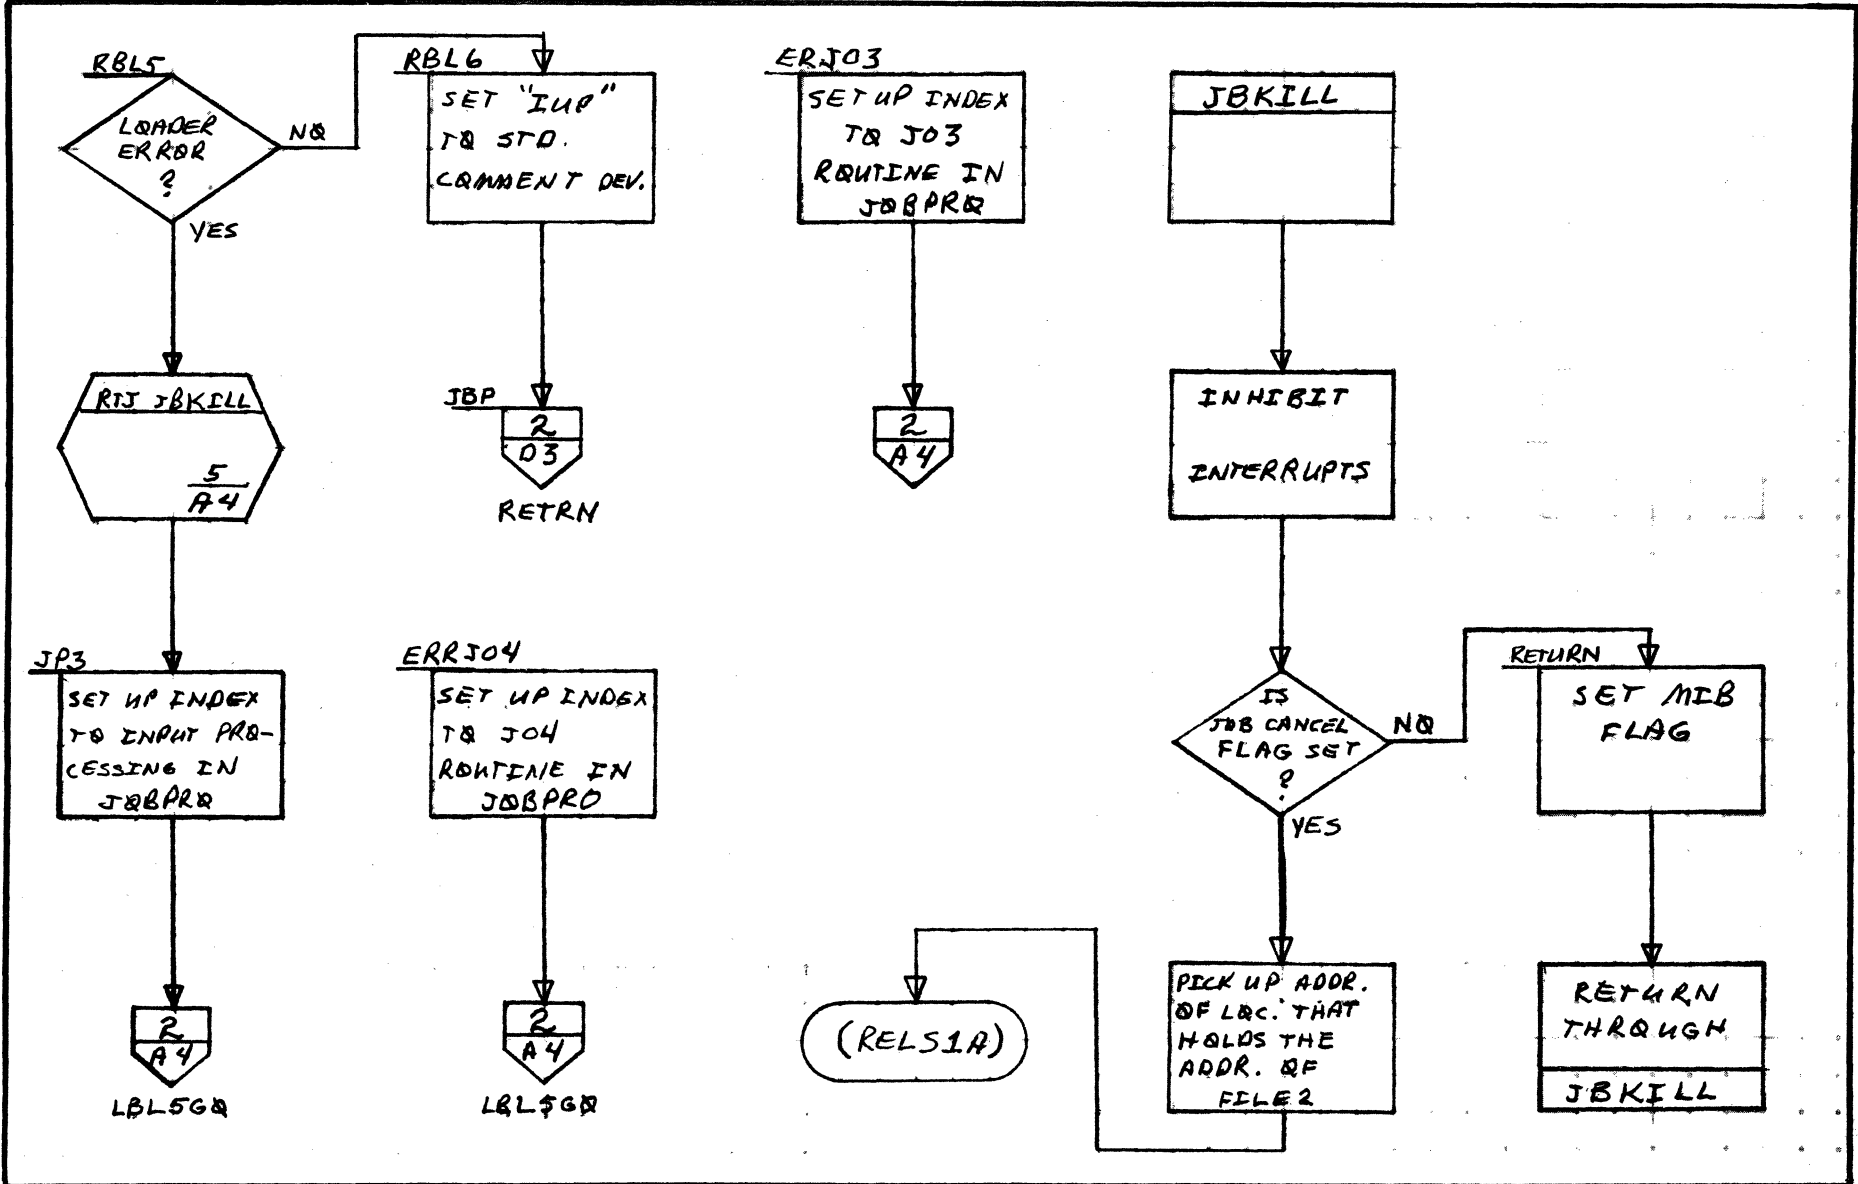 RBL5
LOADER
ERROR
?
NO
YES
RTJ JBKILL
5
A4
JP3
SET UP INDEX
TO INPUT PRO-
CESSING IN
JOBPRO
2
A4
LBL5GO
RBL6
SET "IUP"
TO STD.
COMMENT DEV.
JBP
2
D3
RETRN
ERRJ04
SET UP INDEX
TO J04
ROUTINE IN
JOBPRO
2
A4
LBL5GO
ERJ03
SET UP INDEX
TO J03
ROUTINE IN
JOBPRO
2
A4
JBKILL
INHIBIT
INTERRUPTS
IS
JOB CANCEL
FLAG SET
?
NO
YES
PICK UP ADDR.
OF LOC. THAT
HOLDS THE
ADDR. OF
FILE2
(RELS1A)
RETURN
SET MIB
FLAG
RETURN
THROUGH
JBKILL